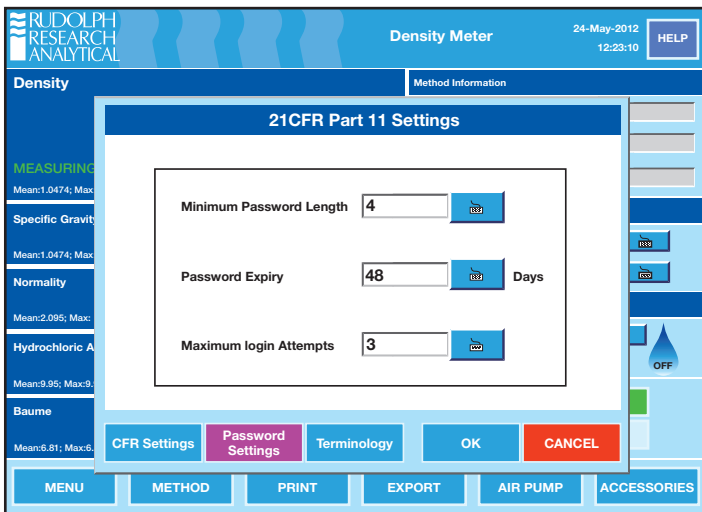 RUDOLPH
RESEARCH
ANALYTICAL
Density Meter
24-May-2012
12:23:10
HELP
Density
Method Information
21CFR Part 11 Settings
MEASURING
Mean:1.0474; Max
Minimum Password Length
4
Specific Gravity
Mean:1.0474; Max
Password Expiry
48
Days
Normality
Mean:2.095; Max:
Maximum login Attempts
3
Hydrochloric A
Mean:9.95; Max:9.
OFF
Baume
Mean:6.81; Max:6.
CFR Settings
Password
Settings
Terminology
OK
CANCEL
MENU
METHOD
PRINT
EXPORT
AIR PUMP
ACCESSORIES